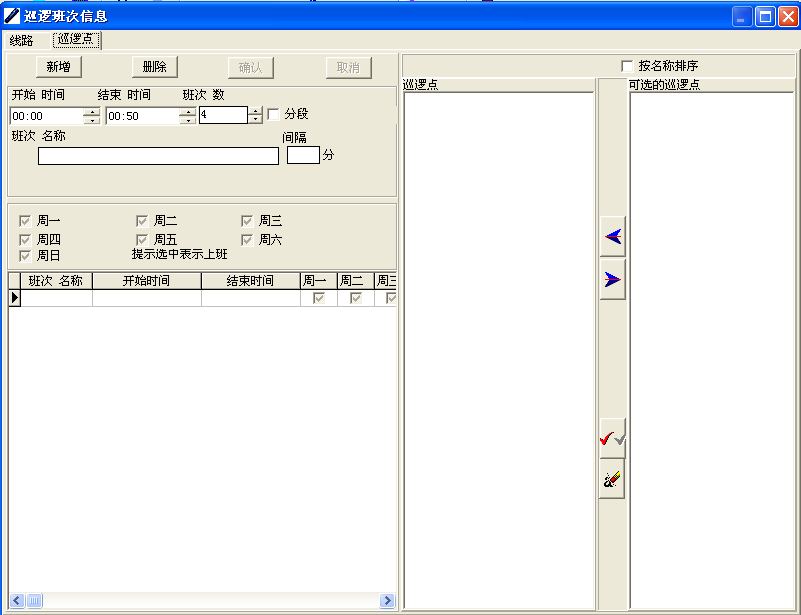 巡逻班次信息
线路 巡逻点
新增 删除 确认 取消
按名称排序
开始 时间 结束 时间 班次 数
00:00 00:50 4 分段
班次 名称 间隔
分
周一 周二 周三
周四 周五 周六
周日 提示选中表示上班
班次 名称 开始时间 结束时间 周一 周二 周三
巡逻点
可选的巡逻点